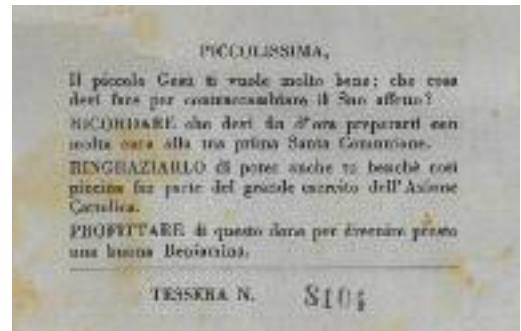 PICCOLISSIMA,
Il piccolo Gesù ti vuole molto bene: che cosa
devi fare per contraccambiare il Suo affetto?
RICORDARE che devi fin d'ora prepararti con
molta cura alla tua prima Santa Comunione.
RINGRAZIARLO di poter anche tu benchè così
piccina far parte del grande esercito dell'Azione
Cattolica.
PROFITTARE di questo dono per divenire presto
una buona Beniamina.
TESSERA N. 8104